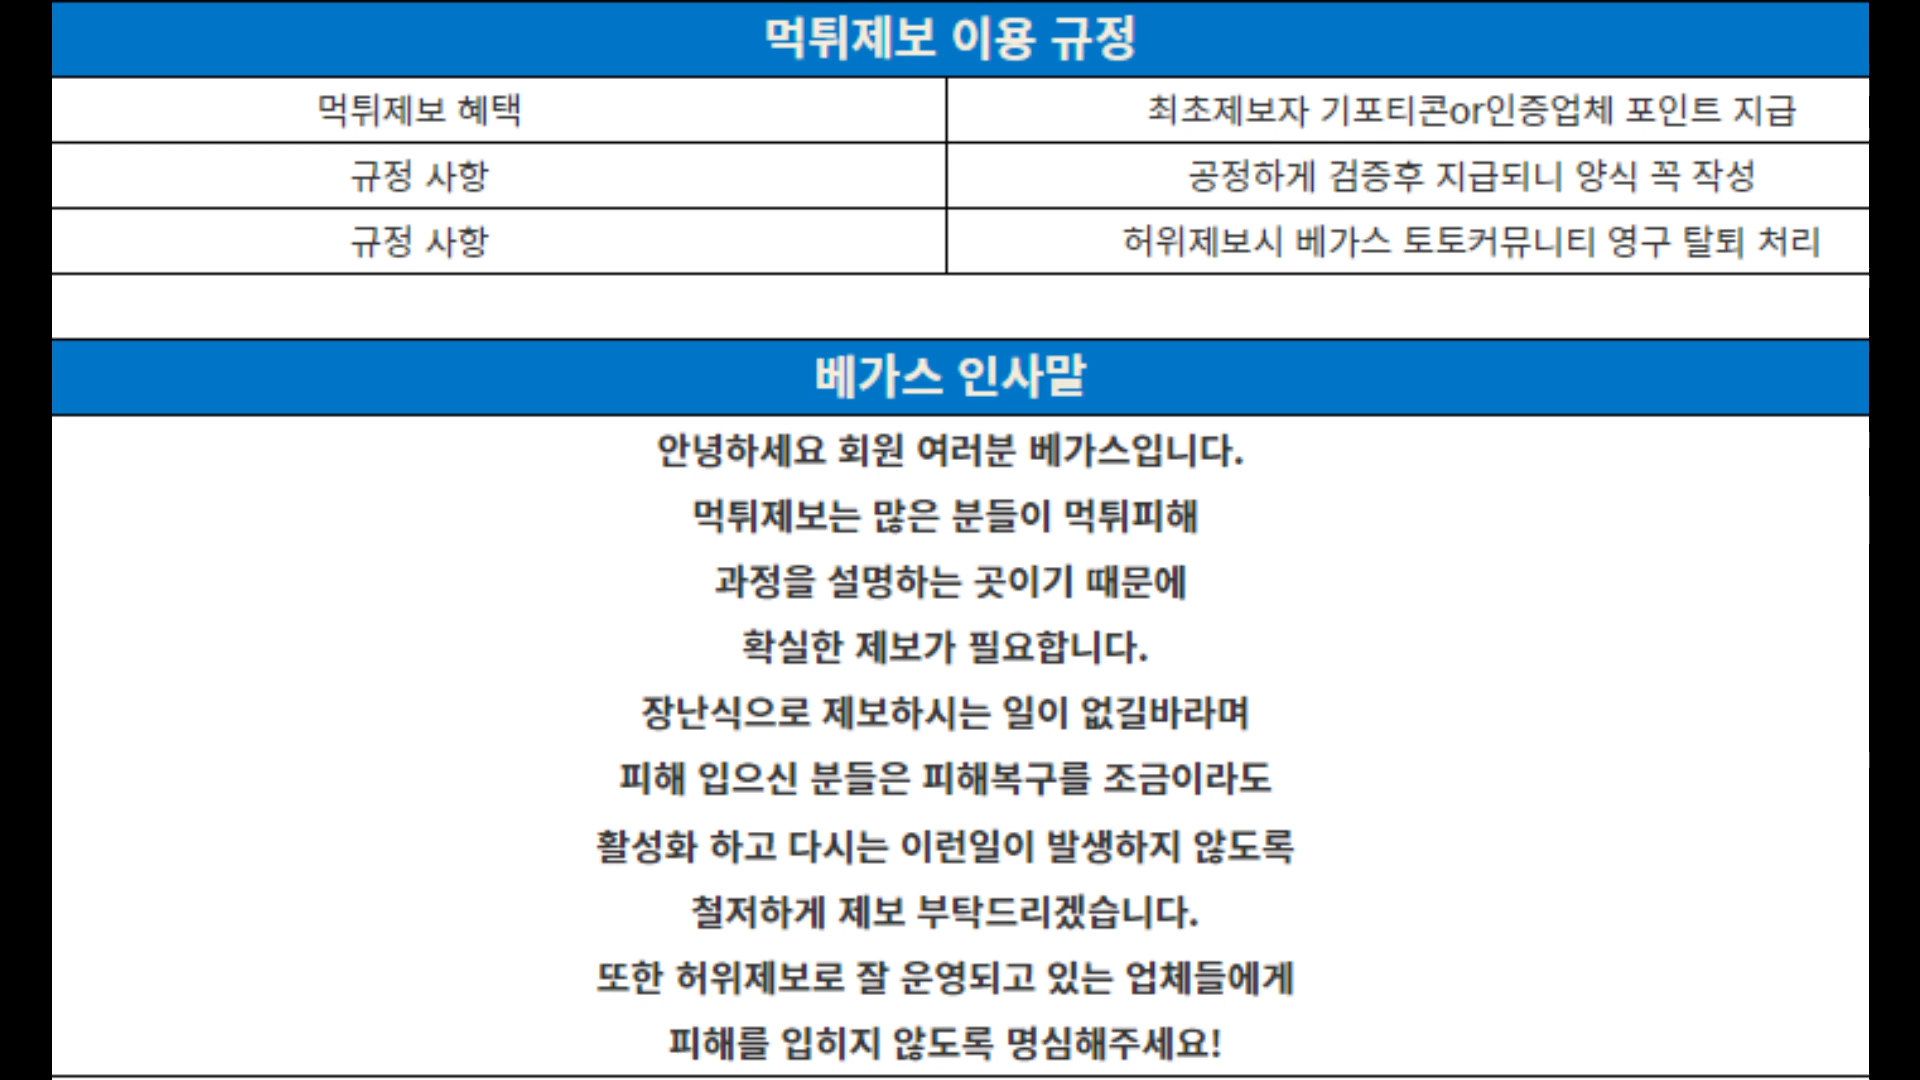 먹튀제보 이용 규정
먹튀제보 혜택 최초제보자 기포티콘or인증업체 포인트 지급
규정 사항 공정하게 검증후 지급되니 양식 꼭 작성
규정 사항 허위제보시 베가스 토토커뮤니티 영구 탈퇴 처리
베가스 인사말
안녕하세요 회원 여러분 베가스입니다.
먹튀제보는 많은 분들이 먹튀피해
과정을 설명하는 곳이기 때문에
확실한 제보가 필요합니다.
장난식으로 제보하시는 일이 없길바라며
피해 입으신 분들은 피해복구를 조금이라도
활성화 하고 다시는 이런일이 발생하지 않도록
철저하게 제보 부탁드리겠습니다.
또한 허위제보로 잘 운영되고 있는 업체들에게
피해를 입히지 않도록 명심해주세요!